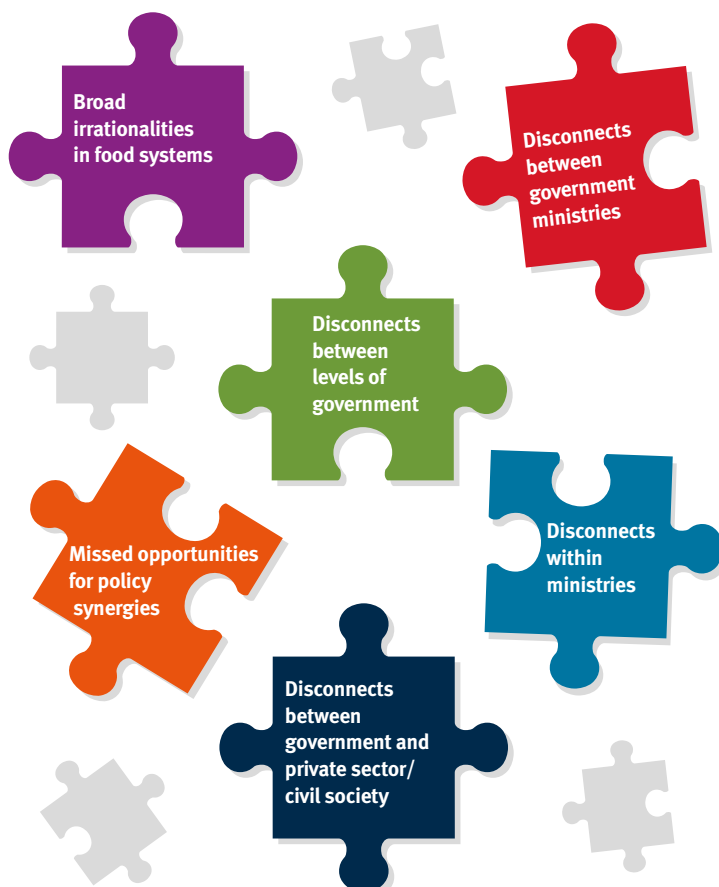 Broad
irrationalities
in food systems
Disconnects
between
government
ministries
Disconnects
between
levels of
government
Missed opportunities
for policy
synergies
Disconnects
within
ministries
Disconnects
between
government and
private sector/
civil society